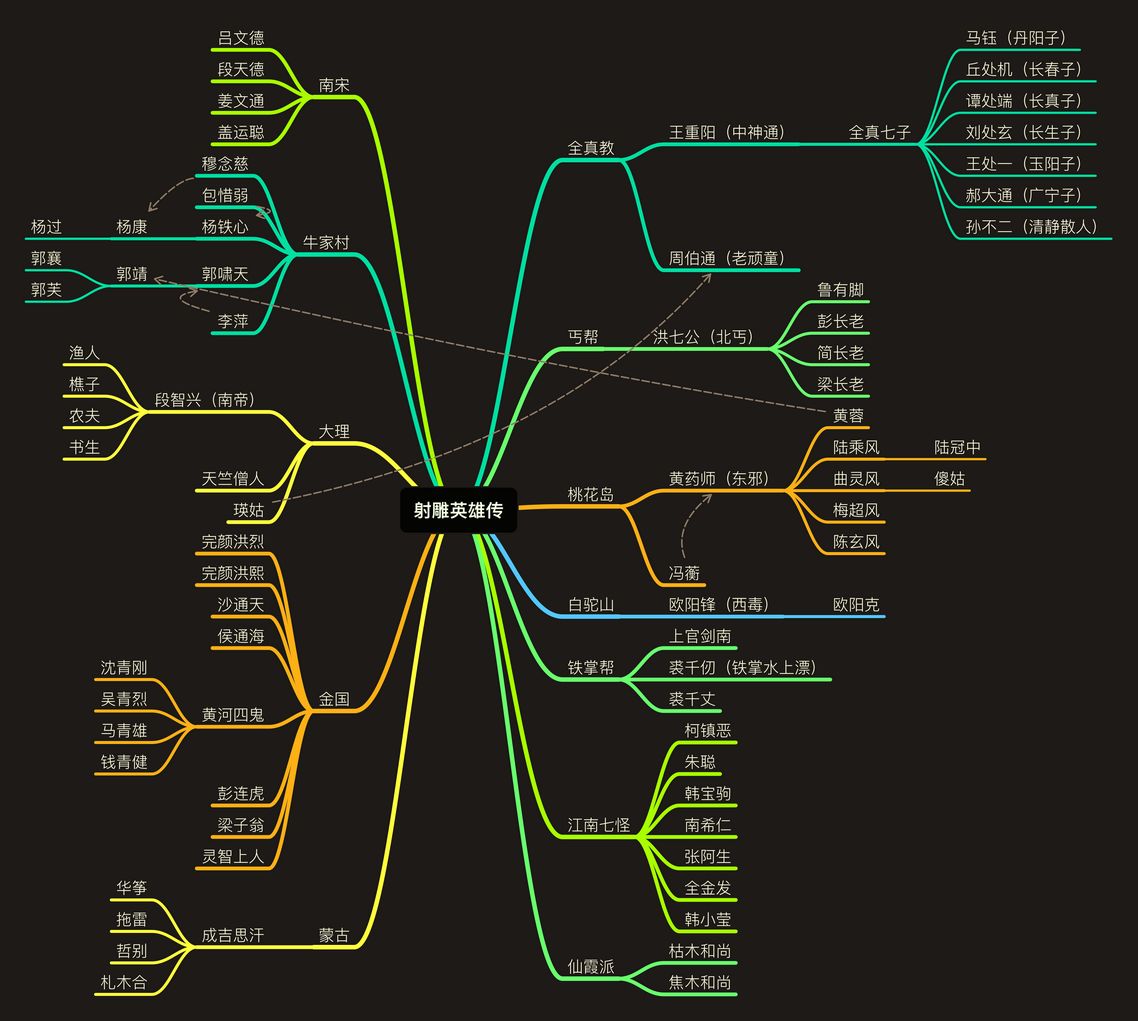 射雕英雄传
南宋
吕文德
段天德
姜文通
盖运聪
牛家村
穆念慈
包惜弱
杨铁心
杨康
杨过
郭啸天
郭靖
郭襄
郭芙
李萍
大理
段智兴（南帝）
渔人
樵子
农夫
书生
天竺僧人
瑛姑
金国
完颜洪烈
完颜洪熙
沙通天
侯通海
黄河四鬼
沈青刚
吴青烈
马青雄
钱青健
彭连虎
梁子翁
灵智上人
蒙古
成吉思汗
华筝
拖雷
哲别
札木合
全真教
王重阳（中神通）
全真七子
马钰（丹阳子）
丘处机（长春子）
谭处端（长真子）
刘处玄（长生子）
王处一（玉阳子）
郝大通（广宁子）
孙不二（清静散人）
周伯通（老顽童）
丐帮
洪七公（北丐）
鲁有脚
彭长老
简长老
梁长老
桃花岛
黄药师（东邪）
黄蓉
陆乘风
陆冠中
曲灵风
傻姑
梅超风
陈玄风
冯蘅
白驼山
欧阳锋（西毒）
欧阳克
铁掌帮
上官剑南
裘千仞（铁掌水上漂）
裘千丈
江南七怪
柯镇恶
朱聪
韩宝驹
南希仁
张阿生
全金发
韩小莹
仙霞派
枯木和尚
焦木和尚